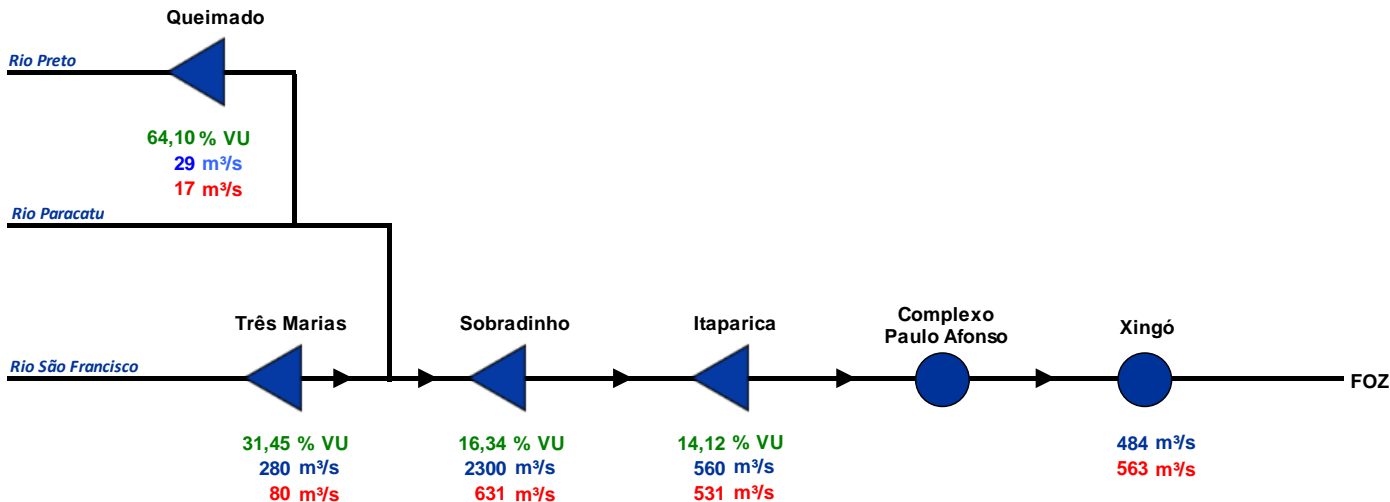 Queimado
Rio Preto
64,10 % VU
29 m³/s
17 m³/s
Rio Paracatu
Três Marias
Sobradinho
Itaparica
Complexo
Paulo Afonso
Xingó
Rio São Francisco
FOZ
31,45 % VU
280 m³/s
80 m³/s
16,34 % VU
2300 m³/s
631 m³/s
14,12 % VU
560 m³/s
531 m³/s
484 m³/s
563 m³/s